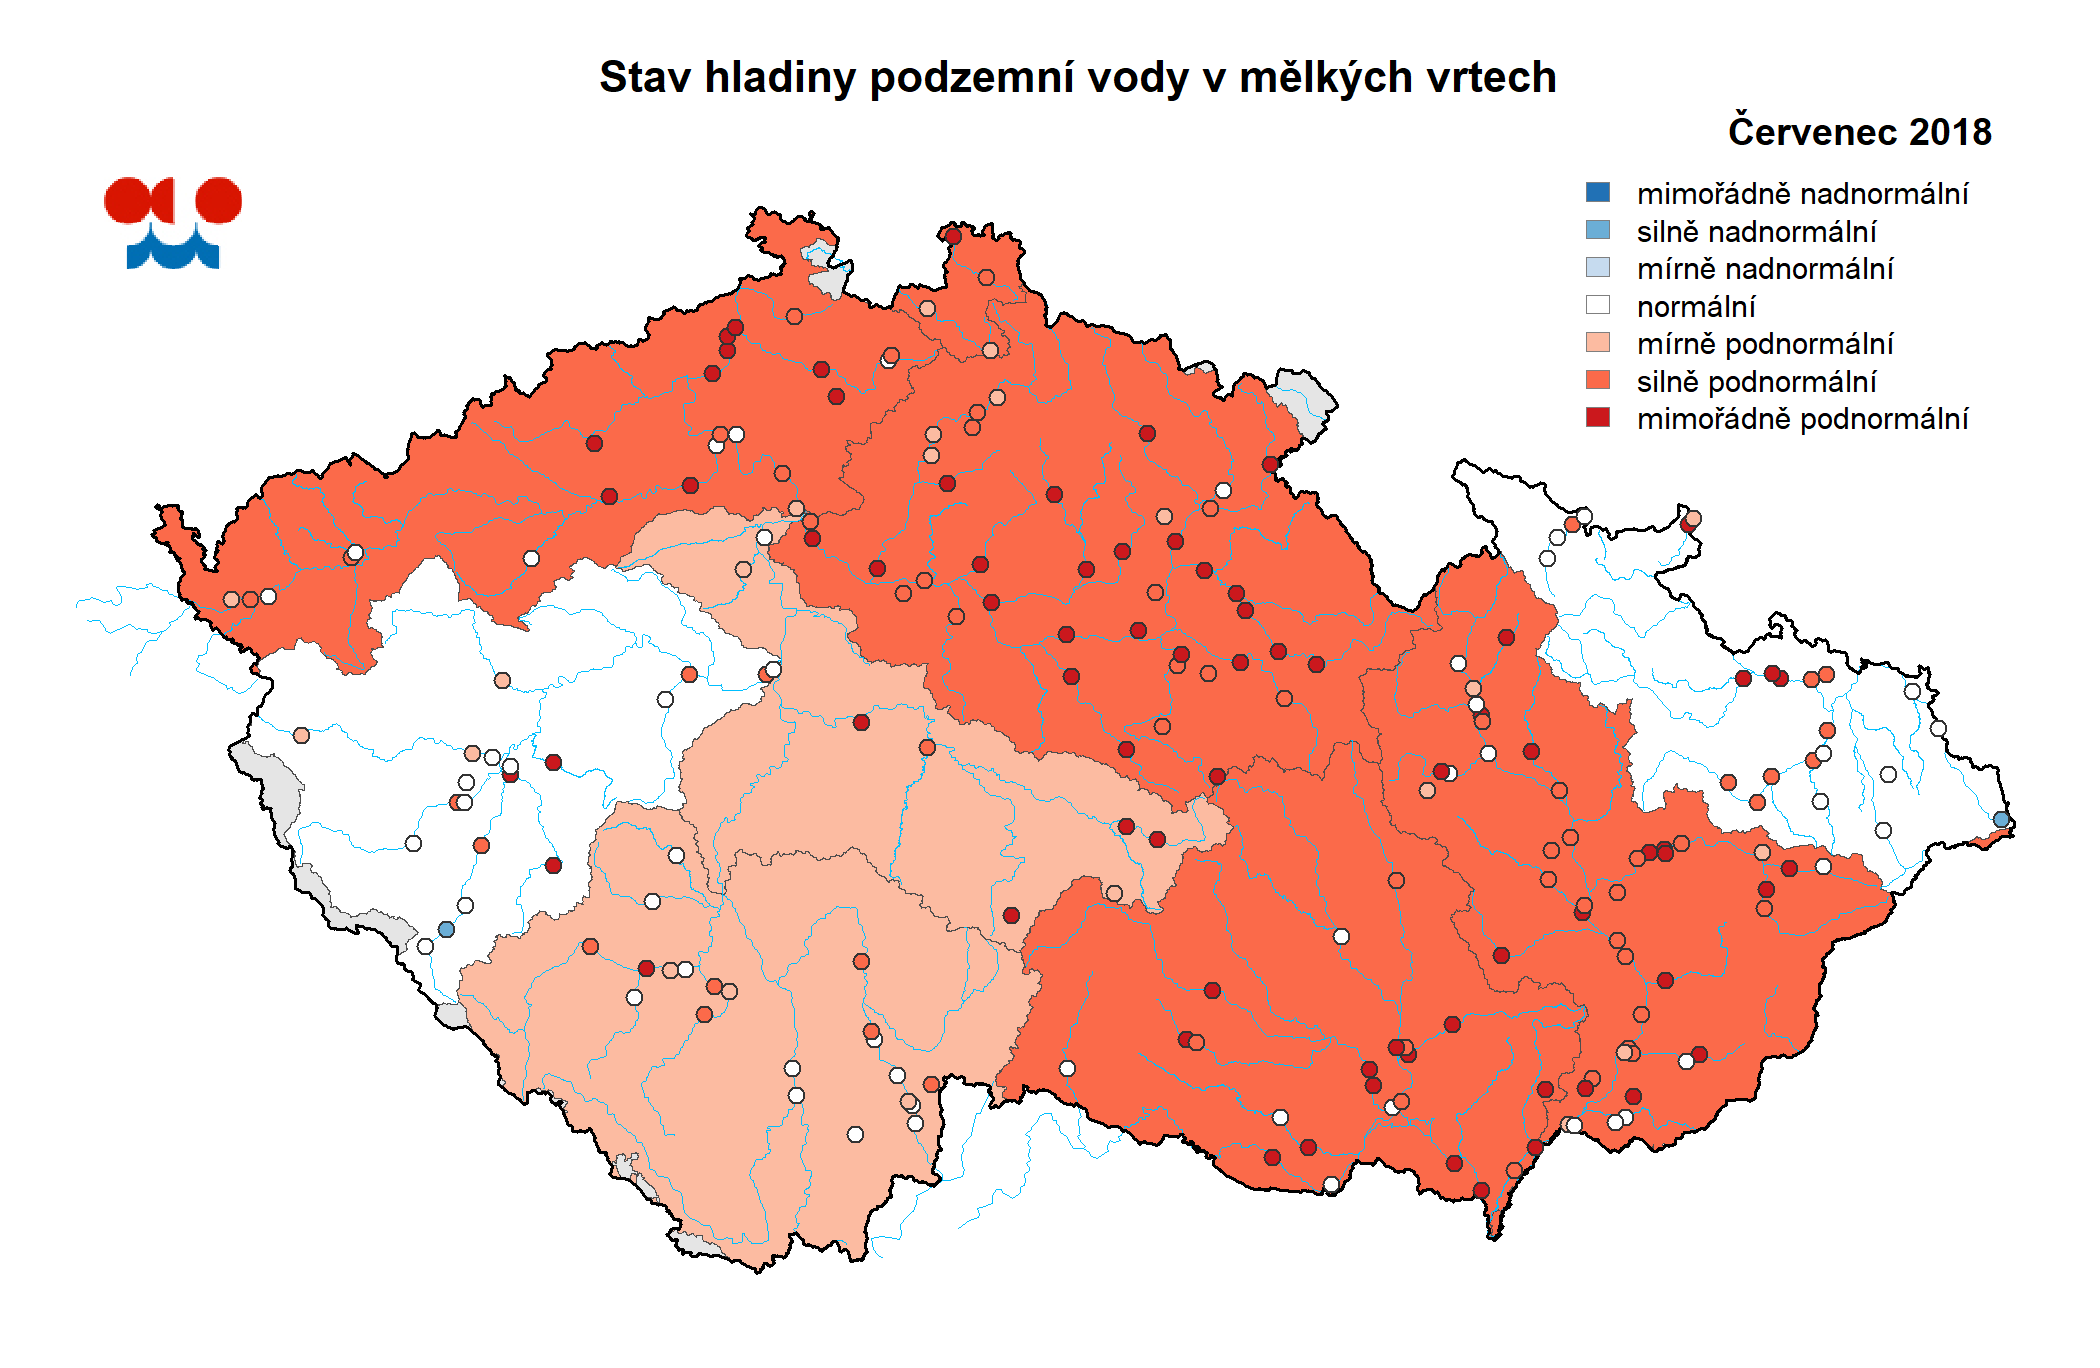 Stav hladiny podzemní vody v mělkých vrtech
Červenec 2018
mimořádně nadnormální
silně nadnormální
mírně nadnormální
normální
mírně podnormální
silně podnormální
mimořádně podnormální